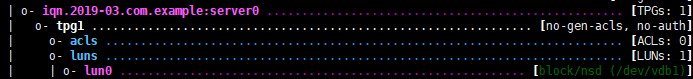 | o- iqn.2019-03.com.example:server0 ................................................. [TPGs: 1]
|   o- tpg1 .................................................. [no-gen-acls, no-auth]
|     o- acls ............................................................. [ACLs: 0]
|     o- luns ............................................................. [LUNs: 1]
|     | o- lun0 ............................................ [block/nsd (/dev/vdb1)]